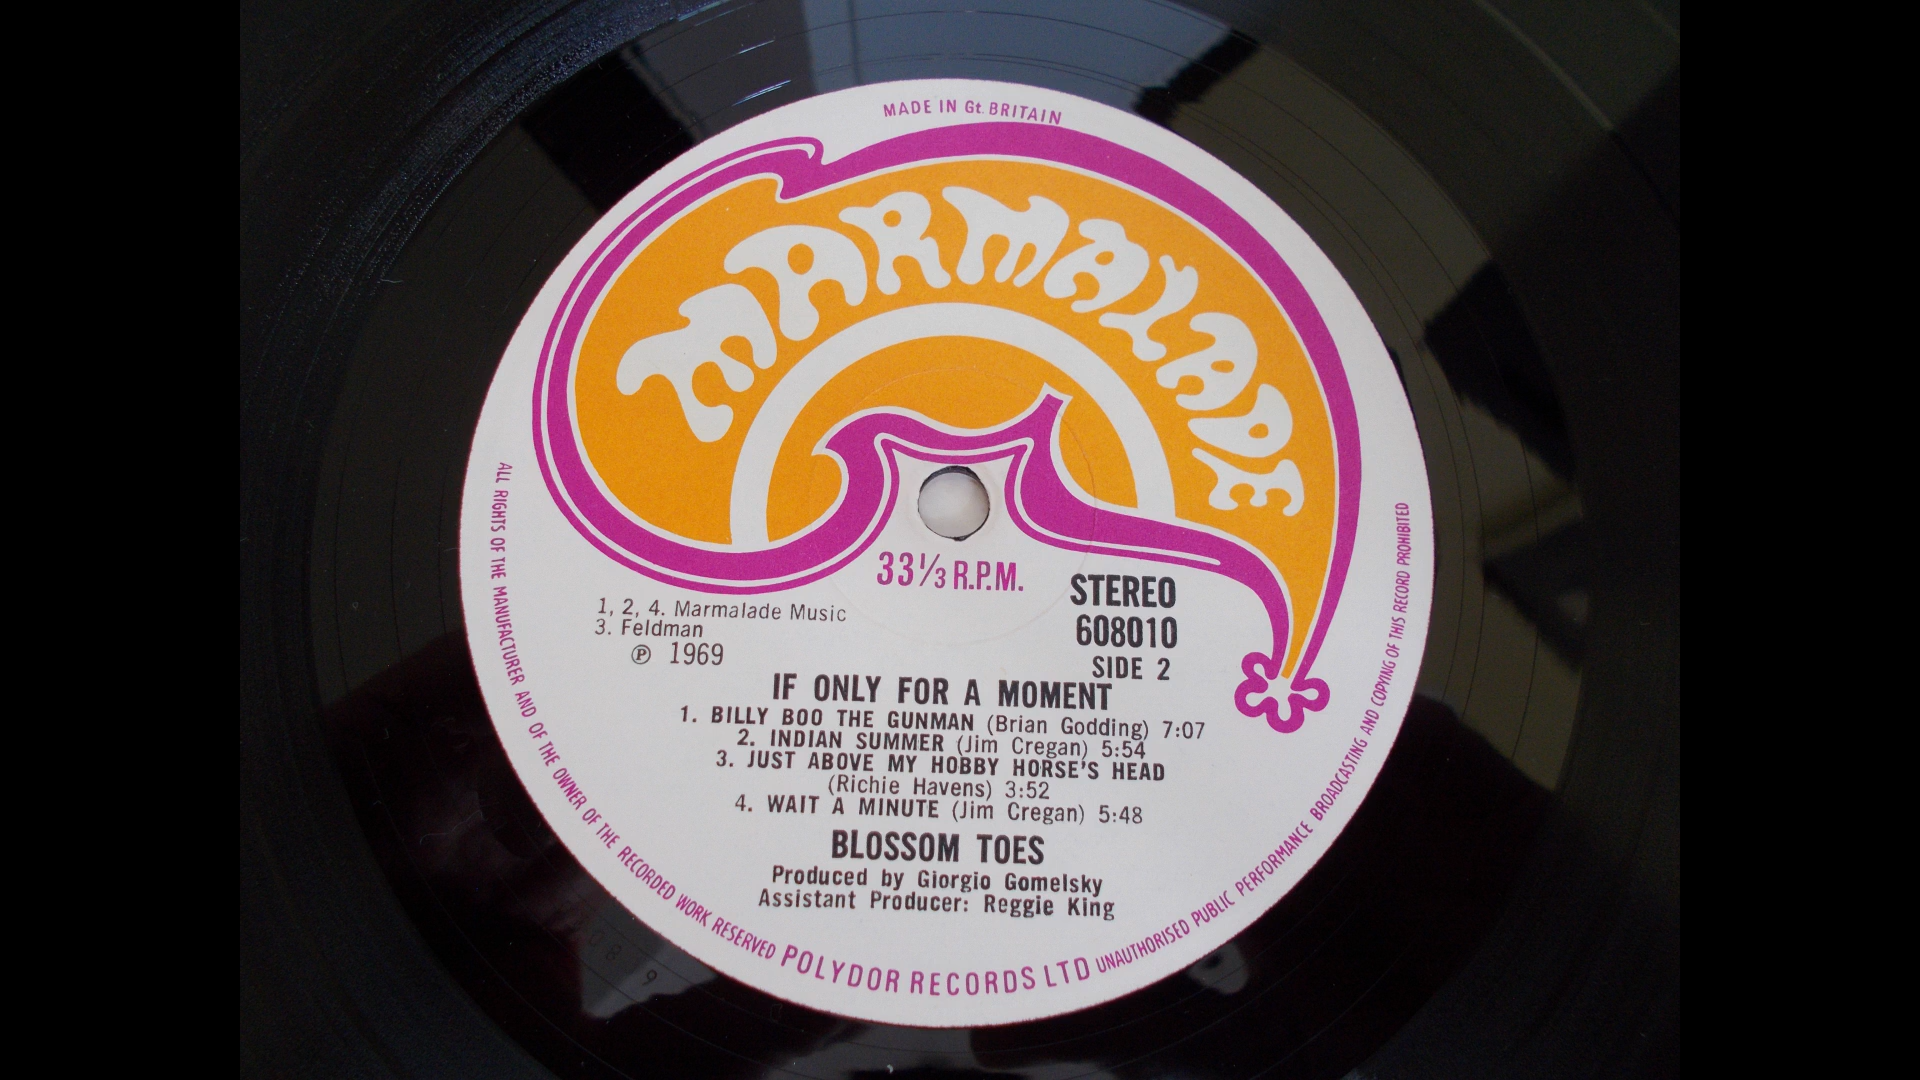 MADE IN Gt. BRITAIN
MARMALADE
33⅓ R.P.M.
STEREO
608010
SIDE 2
1, 2, 4. Marmalade Music
3. Feldman
℗ 1969
IF ONLY FOR A MOMENT
1. BILLY BOO THE GUNMAN (Brian Godding) 7:07
2. INDIAN SUMMER (Jim Cregan) 5:54
3. JUST ABOVE MY HOBBY HORSE'S HEAD
(Richie Havens) 3:52
4. WAIT A MINUTE (Jim Cregan) 5:48
BLOSSOM TOES
Produced by Giorgio Gomelsky
Assistant Producer: Reggie King
ALL RIGHTS OF THE MANUFACTURER AND OF THE OWNER OF THE RECORDED WORK RESERVED POLYDOR RECORDS LTD UNAUTHORISED PUBLIC PERFORMANCE BROADCASTING AND COPYING OF THIS RECORD PROHIBITED